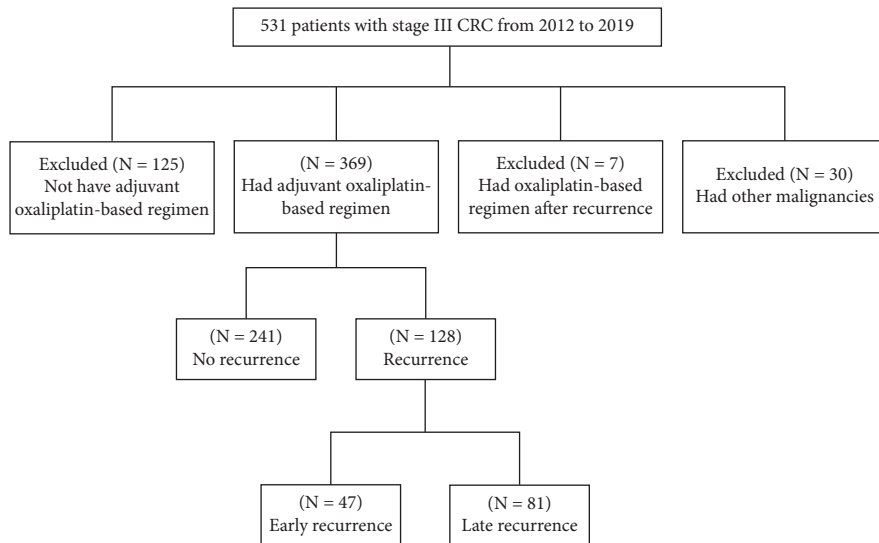 531 patients with stage III CRC from 2012 to 2019
Excluded (N = 125)
Not have adjuvant
oxaliplatin-based regimen
(N = 369)
Had adjuvant oxaliplatin-
based regimen
Excluded (N = 7)
Had oxaliplatin-based
regimen after recurrence
Excluded (N = 30)
Had other malignancies
(N = 241)
No recurrence
(N = 128)
Recurrence
(N = 47)
Early recurrence
(N = 81)
Late recurrence